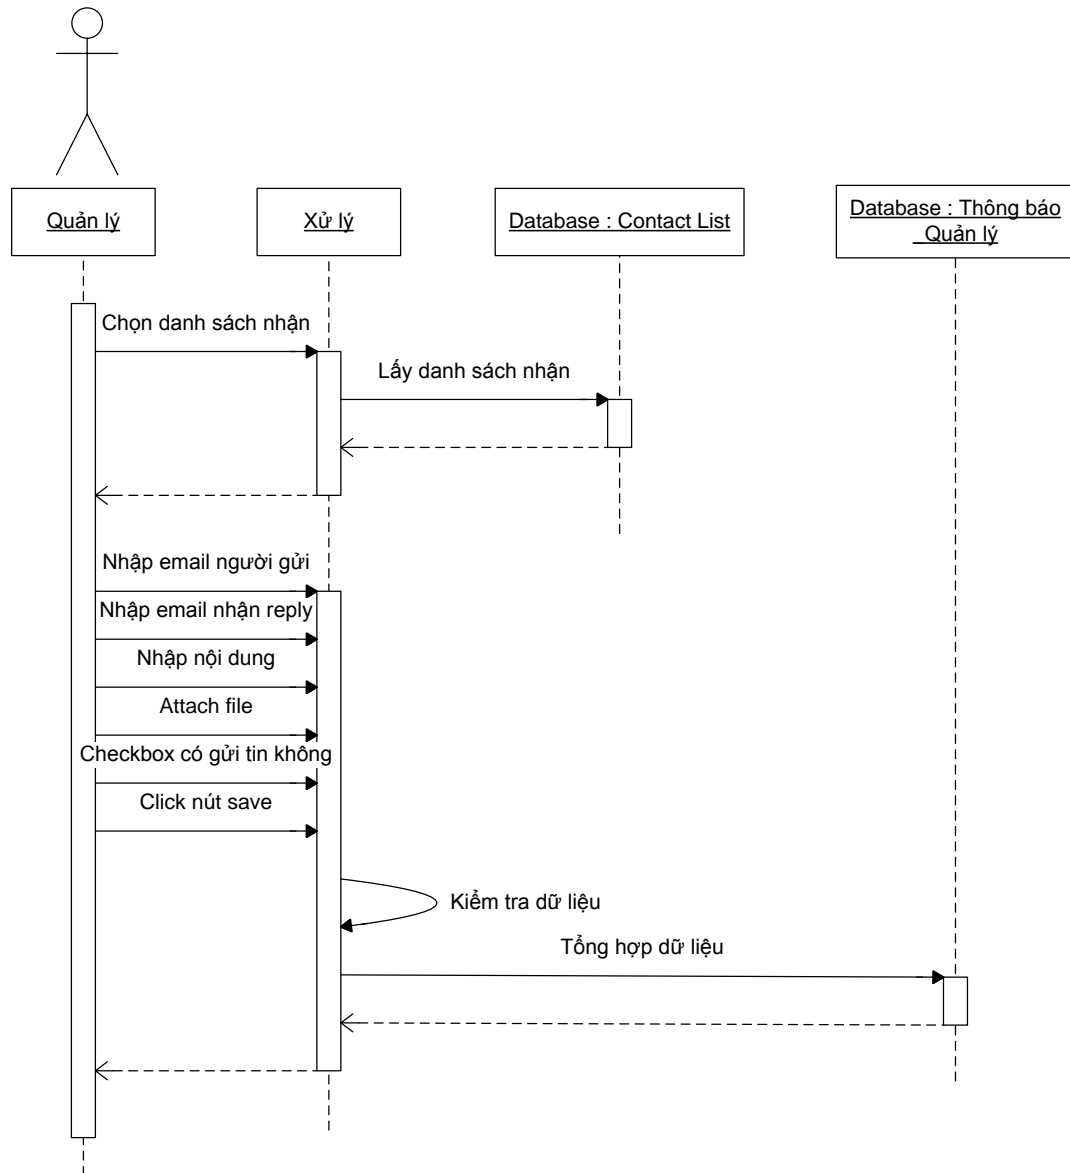 Quản lý
Xử lý
Database : Contact List
Database : Thông báo
_Quản lý
Chọn danh sách nhận
Lấy danh sách nhận
Nhập email người gửi
Nhập email nhận reply
Nhập nội dung
Attach file
Checkbox có gửi tin không
Click nút save
Kiểm tra dữ liệu
Tổng hợp dữ liệu